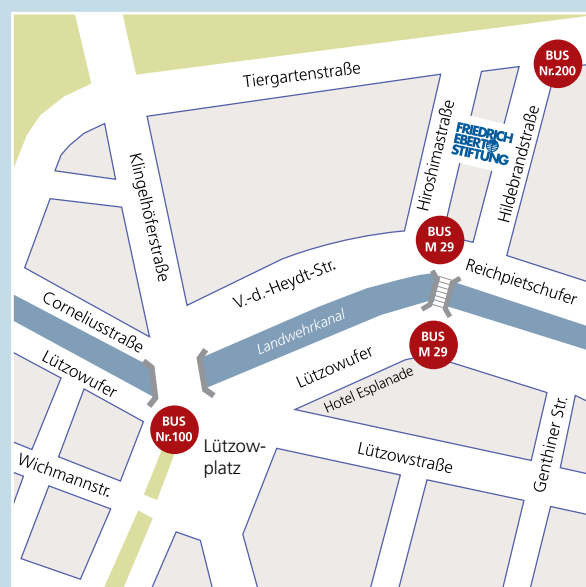 BUS
Nr.200
Tiergartenstraße
FRIEDRICH
EBERT
STIFTUNG
Hiroshimastraße
Hildebrandstraße
Klingelhöferstraße
BUS
M 29
Reichpietschufer
V.-d.-Heydt-Str.
Corneliusstraße
Landwehrkanal
BUS
M 29
Lützowufer
Lützowufer
Hotel Esplanade
Genthiner Str.
BUS
Nr.100
Lützow-
platz
Lützowstraße
Wichmannstr.